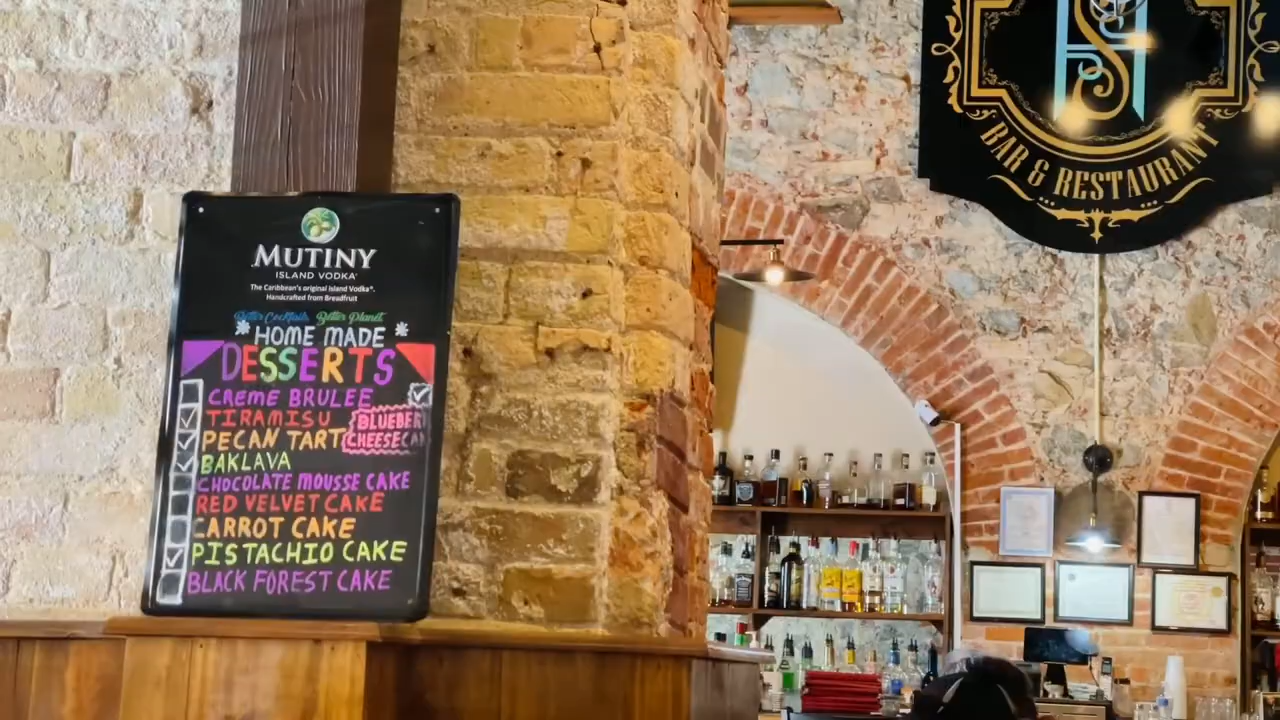 MUTINY
ISLAND VODKA
The Caribbean's original Island Vodka®.
Handcrafted from Breadfruit
Better Cocktails, Better Planet
HOME MADE
DESSERTS
CREME BRULEE
TIRAMISU
BLUEBER
PECAN TART
CHEESECA
BAKLAVA
CHOCOLATE MOUSSE CAKE
RED VELVET CAKE
CARROT CAKE
PISTACHIO CAKE
BLACK FOREST CAKE
BAR & RESTAURANT